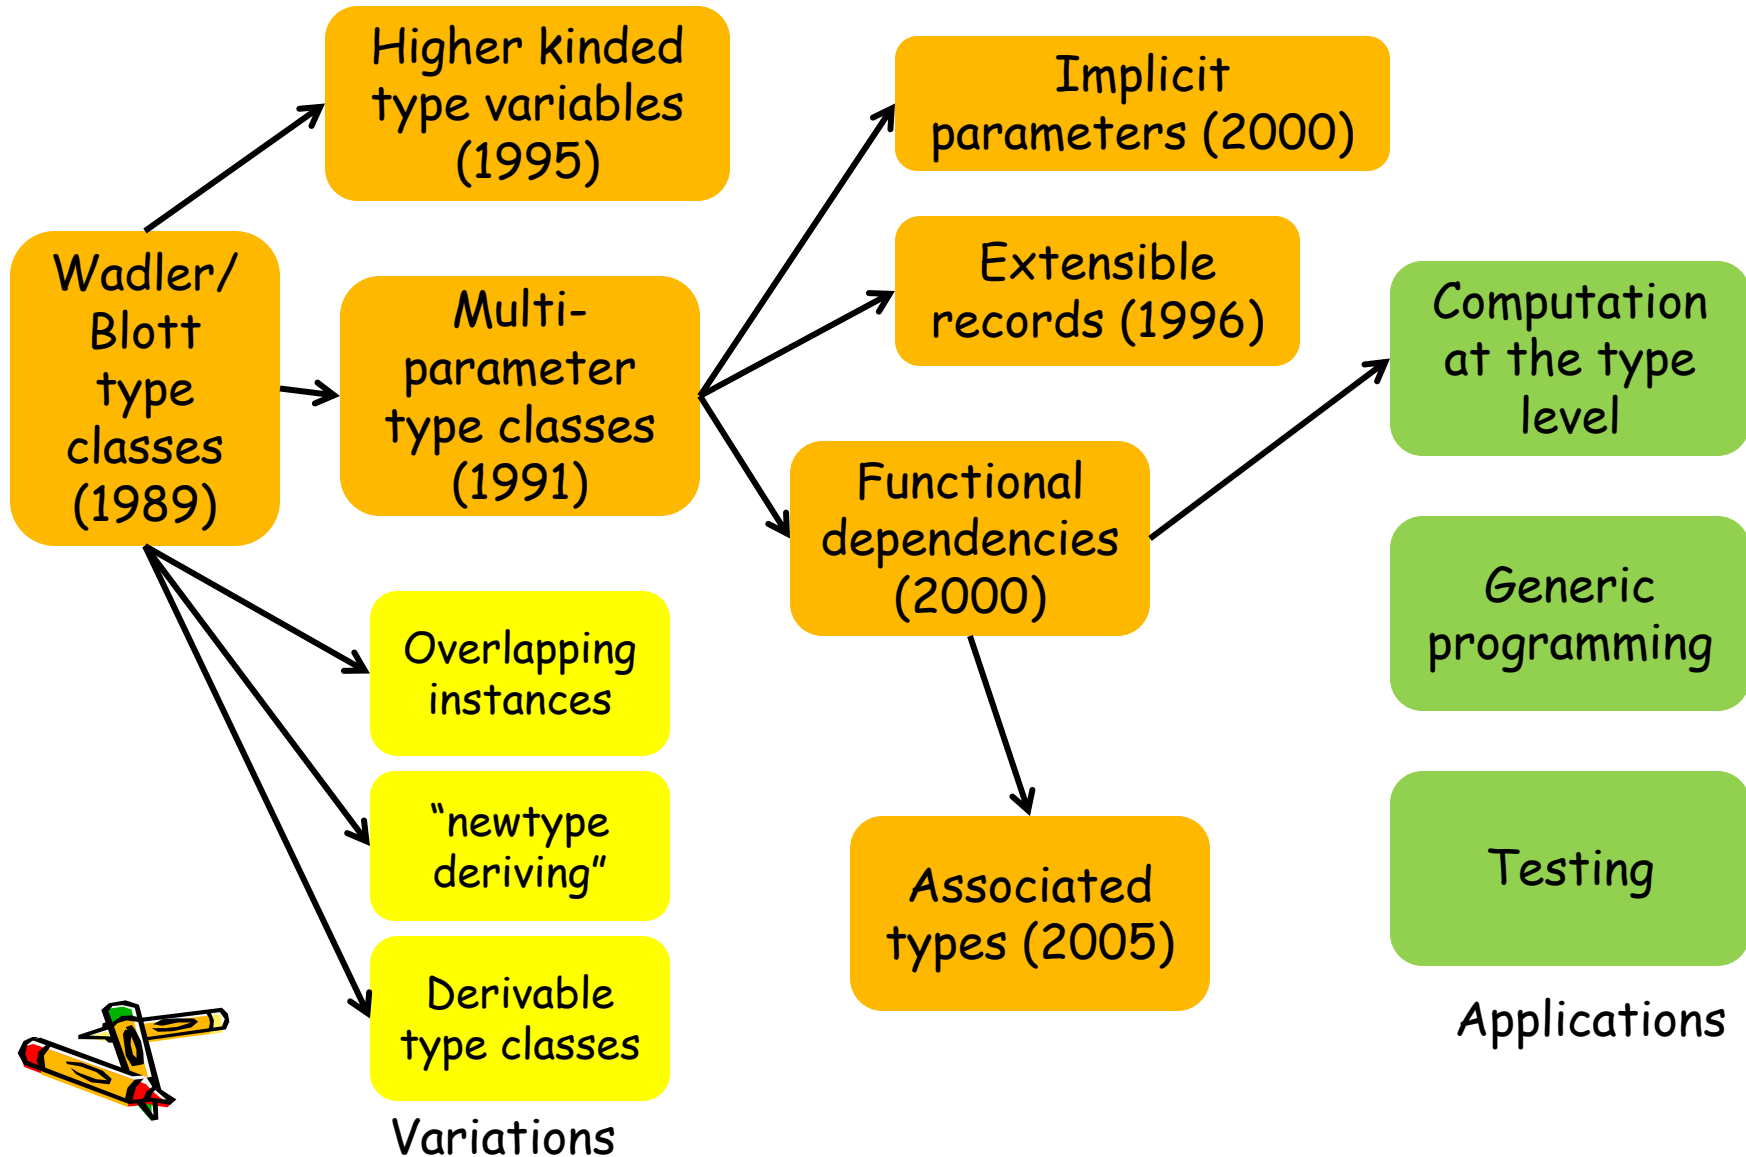 Higher kinded
type variables
(1995)
Implicit
parameters (2000)
Wadler/
Blott
type
classes
(1989)
Multi-
parameter
type classes
(1991)
Extensible
records (1996)
Computation
at the type
level
Functional
dependencies
(2000)
Generic
programming
Overlapping
instances
“newtype
deriving”
Associated
types (2005)
Testing
Derivable
type classes
Applications
Variations